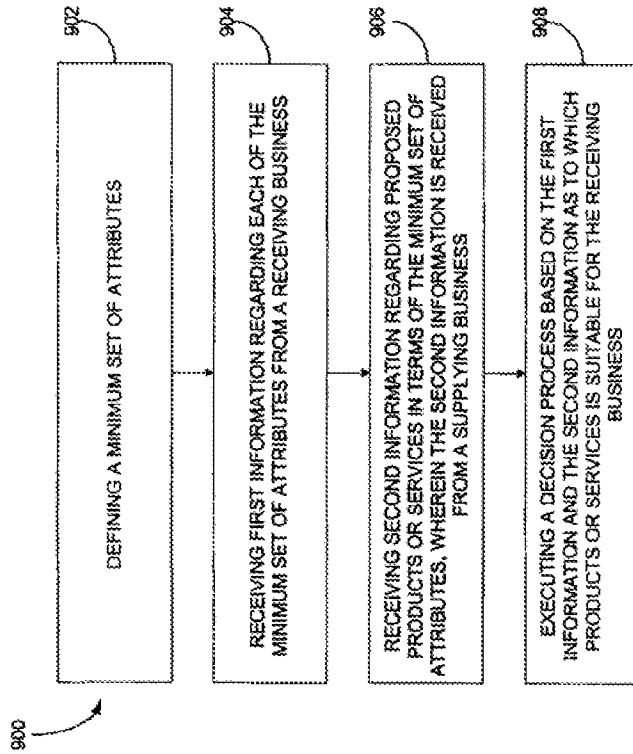 900
902
DEFINING A MINIMUM SET OF ATTRIBUTES
904
RECEIVING FIRST INFORMATION REGARDING EACH OF THE
MINIMUM SET OF ATTRIBUTES FROM A RECEIVING BUSINESS
906
RECEIVING SECOND INFORMATION REGARDING PROPOSED
PRODUCTS OR SERVICES IN TERMS OF THE MINIMUM SET OF
ATTRIBUTES, WHEREIN THE SECOND INFORMATION IS RECEIVED
FROM A SUPPLYING BUSINESS
908
EXECUTING A DECISION PROCESS BASED ON THE FIRST
INFORMATION AND THE SECOND INFORMATION AS TO WHICH
PRODUCTS OR SERVICES IS SUITABLE FOR THE RECEIVING
BUSINESS